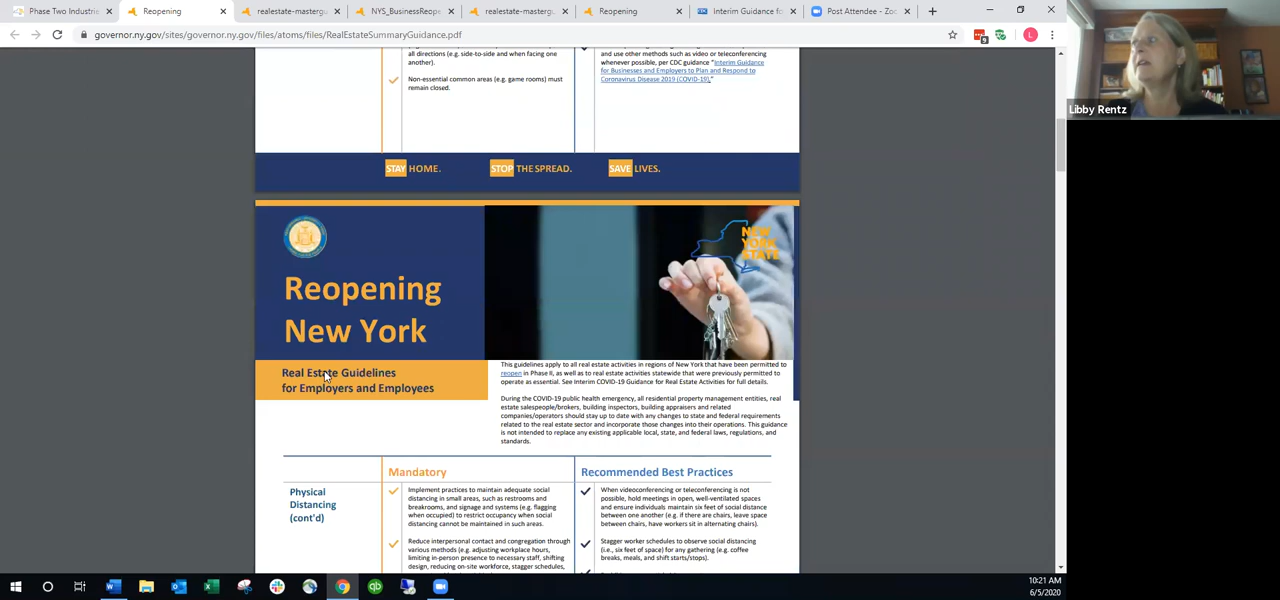 Phase Two Industries
Reopening
realestate-mastergu
NYS_BusinessReope
realestate-mastergu
Reopening
Interim Guidance fo
Post Attendee - Zoo
governor.ny.gov/sites/governor.ny.gov/files/atoms/files/RealEstateSummaryGuidance.pdf
9
L
Libby Rentz
all directions (e.g. side-to-side and when facing one
another).
Non-essential common areas (e.g. game rooms) must
remain closed.
and use other methods such as video or teleconferencing
whenever possible, per CDC guidance "Interim Guidance
for Businesses and Employers to Plan and Respond to
Coronavirus Disease 2019 (COVID-19)."
STAY HOME.
STOP THE SPREAD.
SAVE LIVES.
NEW
YORK
STATE
Reopening
New York
Real Estate Guidelines
for Employers and Employees
This guidelines apply to all real estate activities in regions of New York that have been permitted to
reopen in Phase II, as well as to real estate activities statewide that were previously permitted to
operate as essential. See Interim COVID-19 Guidance for Real Estate Activities for full details.
During the COVID-19 public health emergency, all residential property management entities, real
estate salespeople/brokers, building inspectors, building appraisers and related
companies/operators should stay up to date with any changes to state and federal requirements
related to the real estate sector and incorporate those changes into their operations. This guidance
is not intended to replace any existing applicable local, state, and federal laws, regulations, and
standards.
Mandatory
Recommended Best Practices
Physical
Distancing
(cont'd)
Implement practices to maintain adequate social
distancing in small areas, such as restrooms and
breakrooms, and signage and systems (e.g. flagging
when occupied) to restrict occupancy when social
distancing cannot be maintained in such areas.
Reduce interpersonal contact and congregation through
various methods (e.g. adjusting workplace hours,
limiting in-person presence to necessary staff, shifting
design, reducing on-site workforce, stagger schedules,
When videoconferencing or teleconferencing is not
possible, hold meetings in open, well-ventilated spaces
and ensure individuals maintain six feet of social distance
between one another (e.g. if there are chairs, leave space
between chairs, have workers sit in alternating chairs).
Stagger worker schedules to observe social distancing
(i.e., six feet of space) for any gathering (e.g. coffee
breaks, meals, and shift starts/stops).
10:21 AM
6/5/2020